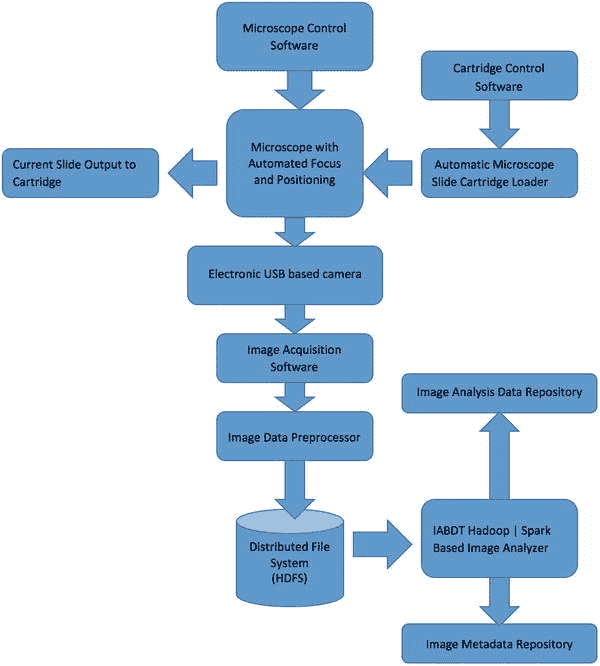 Microscope Control
Software
Cartridge Control
Software
Microscope with
Automated Focus
and Positioning
Current Slide Output to
Cartridge
Automatic Microscope
Slide Cartridge Loader
Electronic USB based camera
Image Acquisition
Software
Image Analysis Data Repository
Image Data Preprocessor
Distributed File
System
(HDFS)
IABDT Hadoop | Spark
Based Image Analyzer
Image Metadata Repository